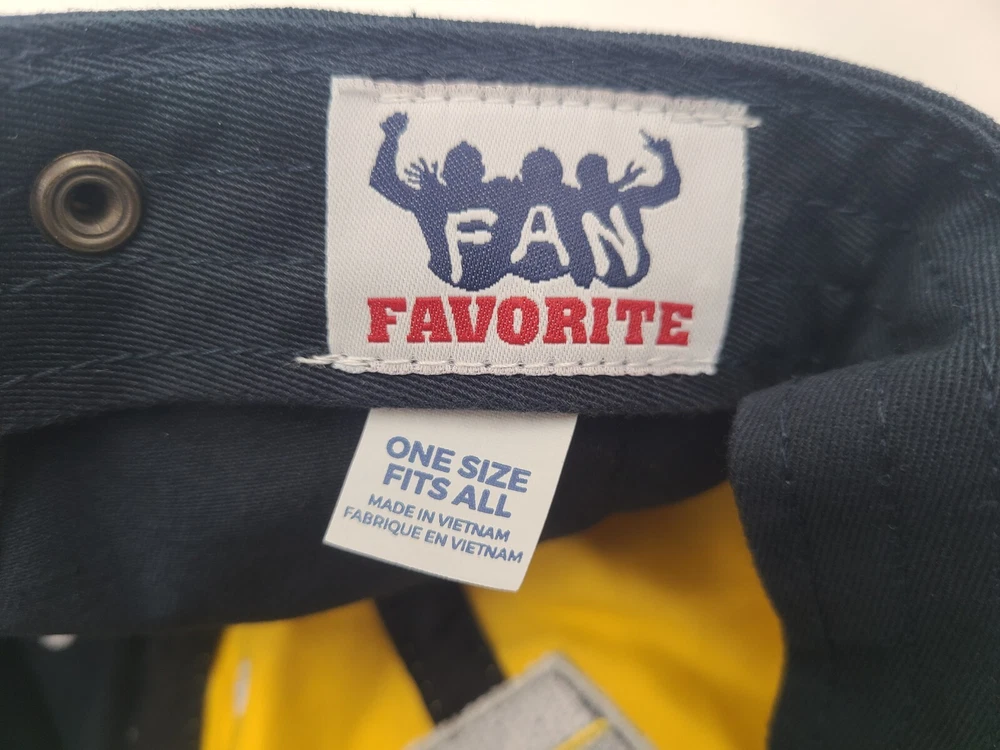 FAN
FAVORITE
ONE SIZE
FITS ALL
MADE IN VIETNAM
FABRIQUE EN VIETNAM